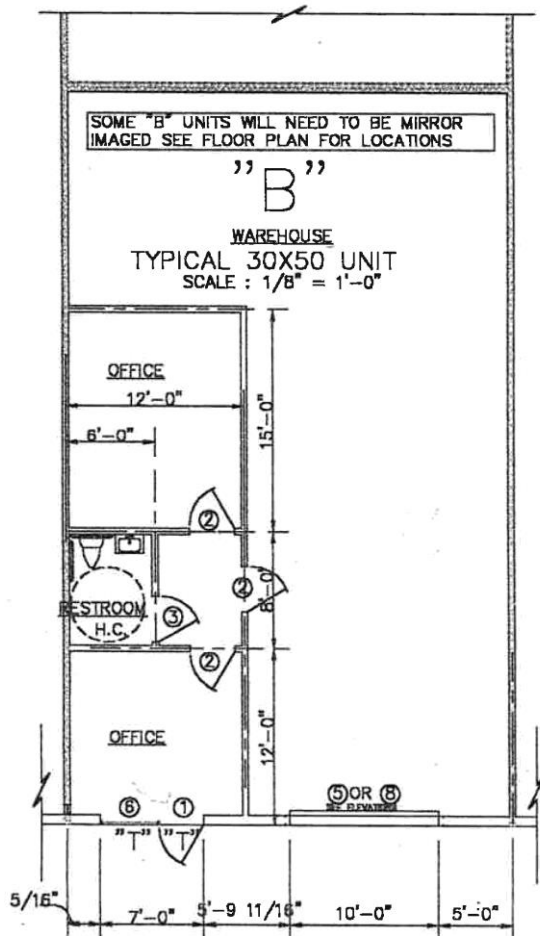 SOME "B" UNITS WILL NEED TO BE MIRROR
IMAGED SEE FLOOR PLAN FOR LOCATIONS
"B"
WAREHOUSE
TYPICAL 30X50 UNIT
SCALE : 1/8" = 1'-0"
OFFICE
12'-0"
6'-0"
15'-0"
2
2
8'-0"
RESTROOM
3
H.C.
2
12'-0"
OFFICE
5 OR 8
SEE ELEVATIONS
6
1
"T"
"T"
5/16"
7'-0"
5'-9 11/16"
10'-0"
5'-0"